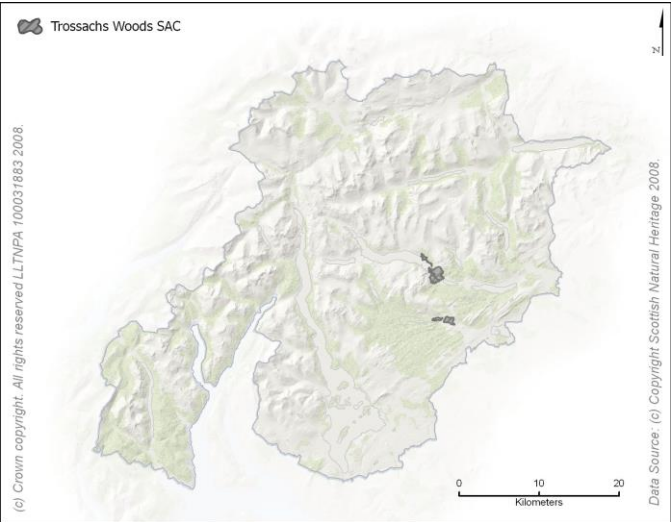 Trossachs Woods SAC
N
(c) Crown copyright. All rights reserved LLTNPA 100031883 2008.
Data Source: (c) Copyright Scottish Natural Heritage 2008.
0 10 20
Kilometers